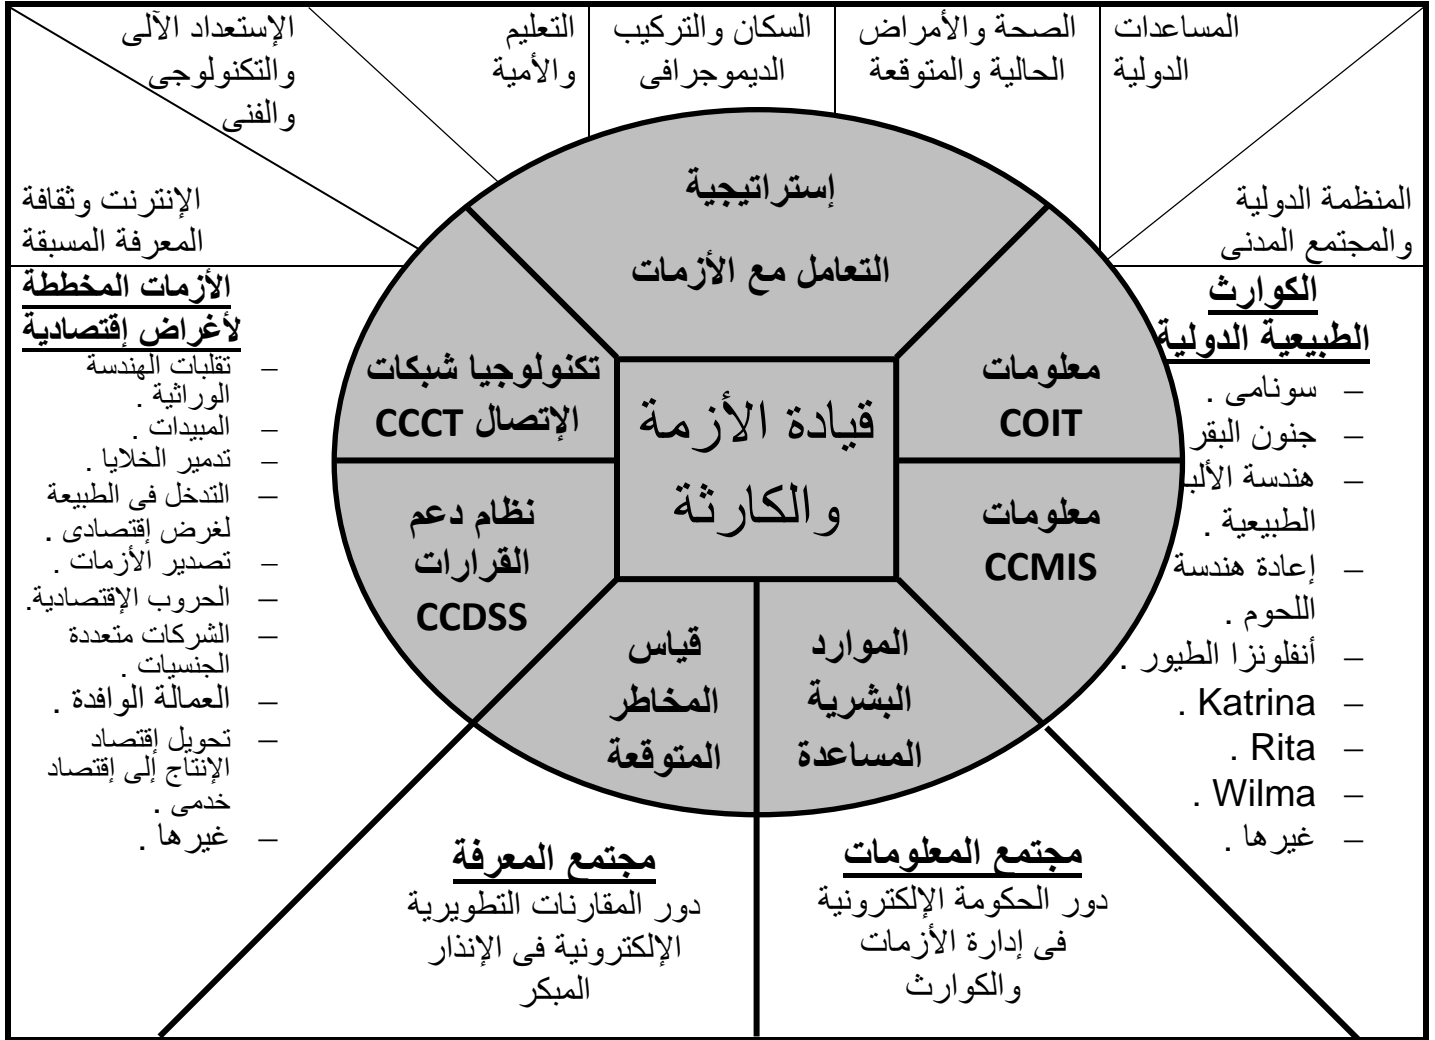 المساعدات
الدولية
الصحة والأمراض
الحالية والمتوقعة
السكان والتركيب
الديموجرافى
التعليم
والأمية
الإستعداد الآلى
والتكنولوجى
والفنى
المنظمة الدولية
والمجتمع المدنى
الإنترنت وثقافة
المعرفة المسبقة
إستراتيجية
التعامل مع الأزمات
معلومات
COIT
معلومات
CCMIS
الموارد
البشرية
المساعدة
قياس
المخاطر
المتوقعة
نظام دعم
القرارات
CCDSS
تكنولوجيا شبكات
الإتصال CCCT
قيادة الأزمة
والكارثة
الكوارث
الطبيعية الدولية
– سونامى .
– جنون البقر
– هندسة
الطبيعية .
– إعادة هندسة
اللحوم .
– أنفلونزا الطيور .
– Katrina .
– Rita .
– Wilma .
– غيرها .
الأزمات المخططة
لأغراض إقتصادية
– تقلبات الهندسة
الوراثية .
– المبيدات .
– تدمير الخلايا .
– التدخل فى الطبيعة
لغرض إقتصادى .
– تصدير الأزمات .
– الحروب الإقتصادية.
– الشركات متعددة
الجنسيات .
– العمالة الوافدة .
– تحويل إقتصاد
الإنتاج إلى إقتصاد
خدمى .
– غيرها .
مجتمع المعلومات
دور الحكومة الإلكترونية
فى إدارة الأزمات
والكوارث
مجتمع المعرفة
دور المقارنات التطويرية
الإلكترونية فى الإنذار
المبكر